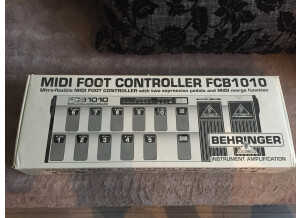 MIDI FOOT CONTROLLER FCB1010
Ultra-flexible MIDI FOOT CONTROLLER with two expression pedals and MIDI merge function
FCB1010
BEHRINGER
INSTRUMENT AMPLIFICATION